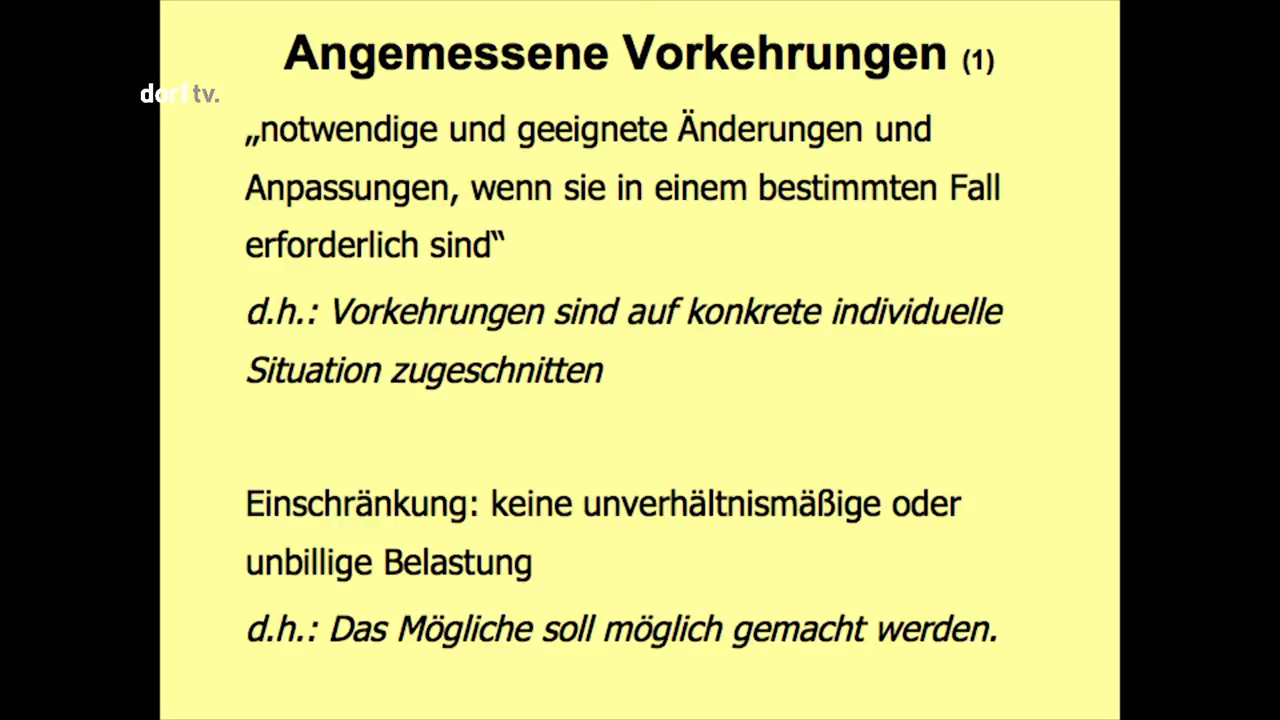 Angemessene Vorkehrungen (1)
dorf tv.
„notwendige und geeignete Änderungen und
Anpassungen, wenn sie in einem bestimmten Fall
erforderlich sind“
d.h.: Vorkehrungen sind auf konkrete individuelle
Situation zugeschnitten
Einschränkung: keine unverhältnismäßige oder
unbillige Belastung
d.h.: Das Mögliche soll möglich gemacht werden.